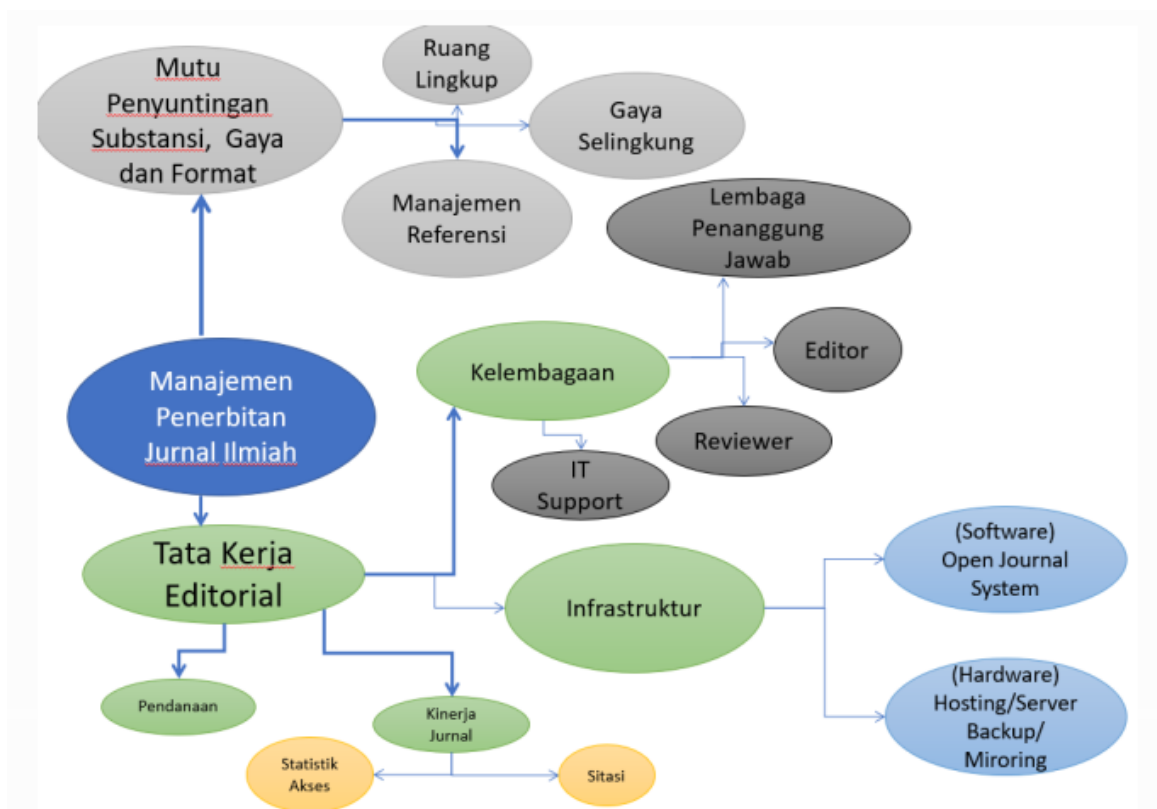 Mutu
Penyuntingan
Substansi, Gaya
dan Format
Ruang
Lingkup
Gaya
Selingkung
Manajemen
Referensi
Lembaga
Penanggung
Jawab
Editor
Reviewer
Kelembagaan
IT
Support
Manajemen
Penerbitan
Jurnal Ilmiah
Tata Kerja
Editorial
Infrastruktur
(Software)
Open Journal
System
(Hardware)
Hosting/Server
Backup/
Miroring
Pendanaan
Kinerja
Jurnal
Statistik
Akses
Sitasi